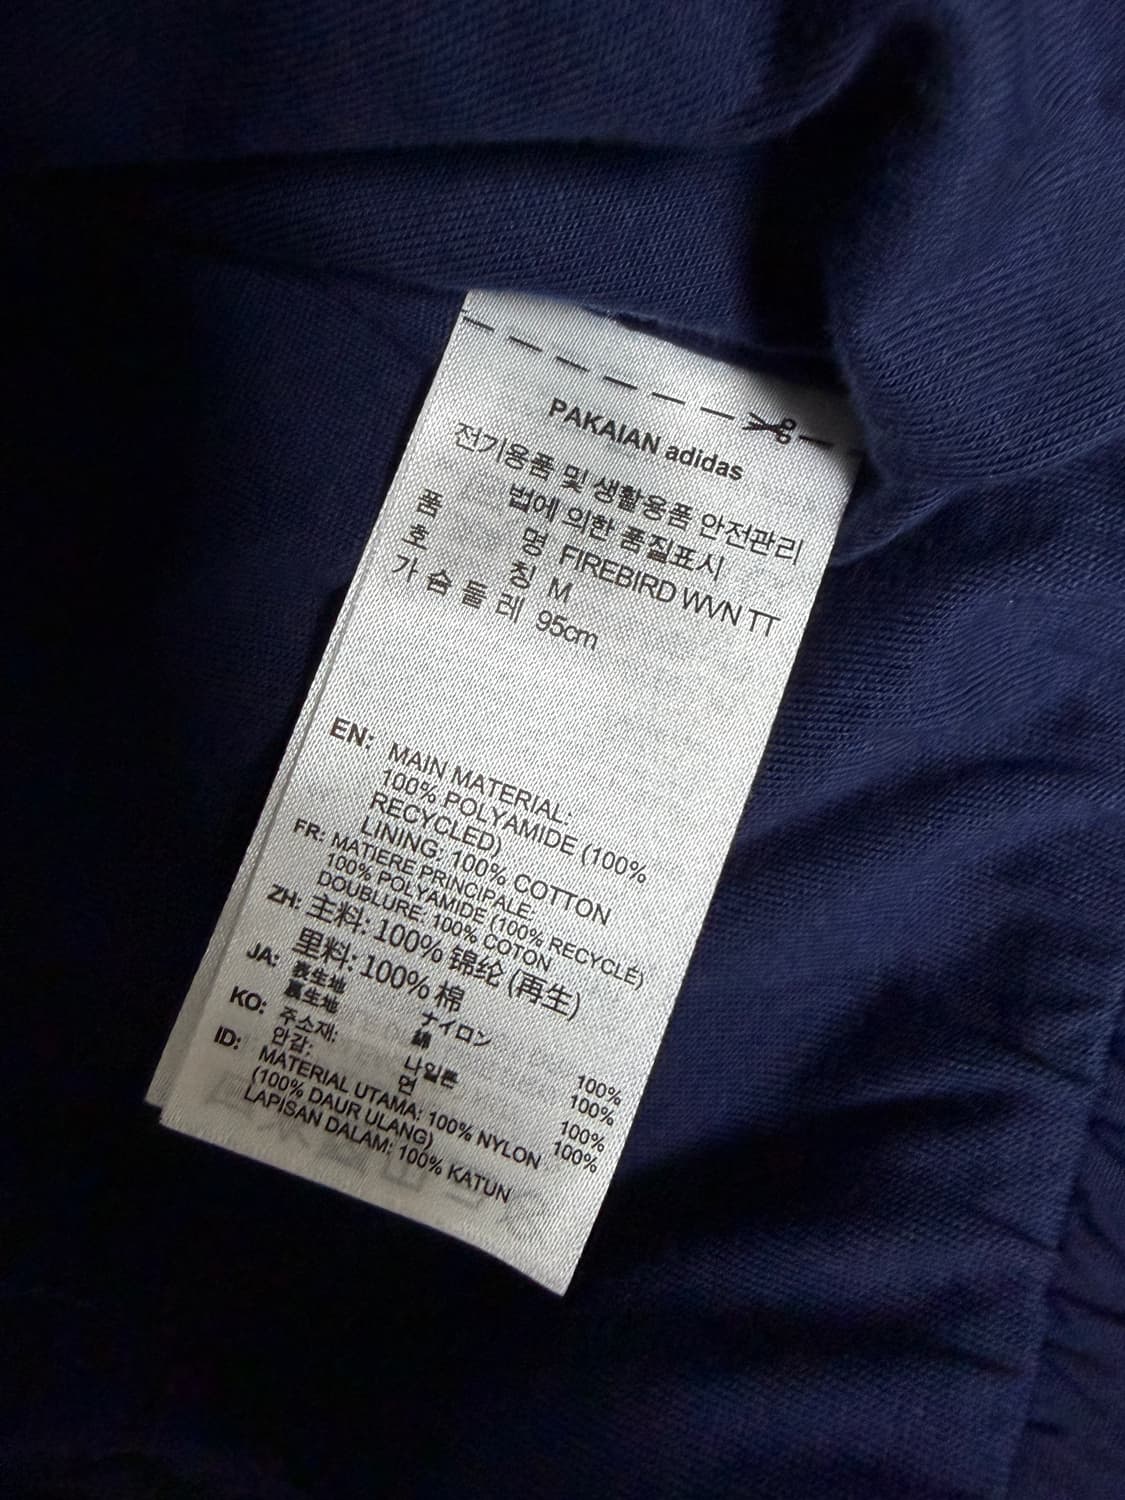 PAKAIAN adidas
전기용품 및 생활용품 안전관리
법에 의한 품질표시
품 명 FIREBIRD WVN TT
호 칭 M
가슴둘레 95cm
EN: MAIN MATERIAL:
100% POLYAMIDE (100%
RECYCLED)
LINING: 100% COTTON
FR: MATIERE PRINCIPALE:
100% POLYAMIDE (100% RECYCLÉ)
DOUBLURE: 100% COTON
ZH: 主料: 100% 锦纶 (再生)
里料: 100% 棉
JA: 表生地 ナイロン 100%
裏生地 綿 100%
KO: 주소재: 나일론 100%
안감: 면 100%
ID: MATERIAL UTAMA: 100% NYLON
(100% DAUR ULANG)
LAPISAN DALAM: 100% KATUN